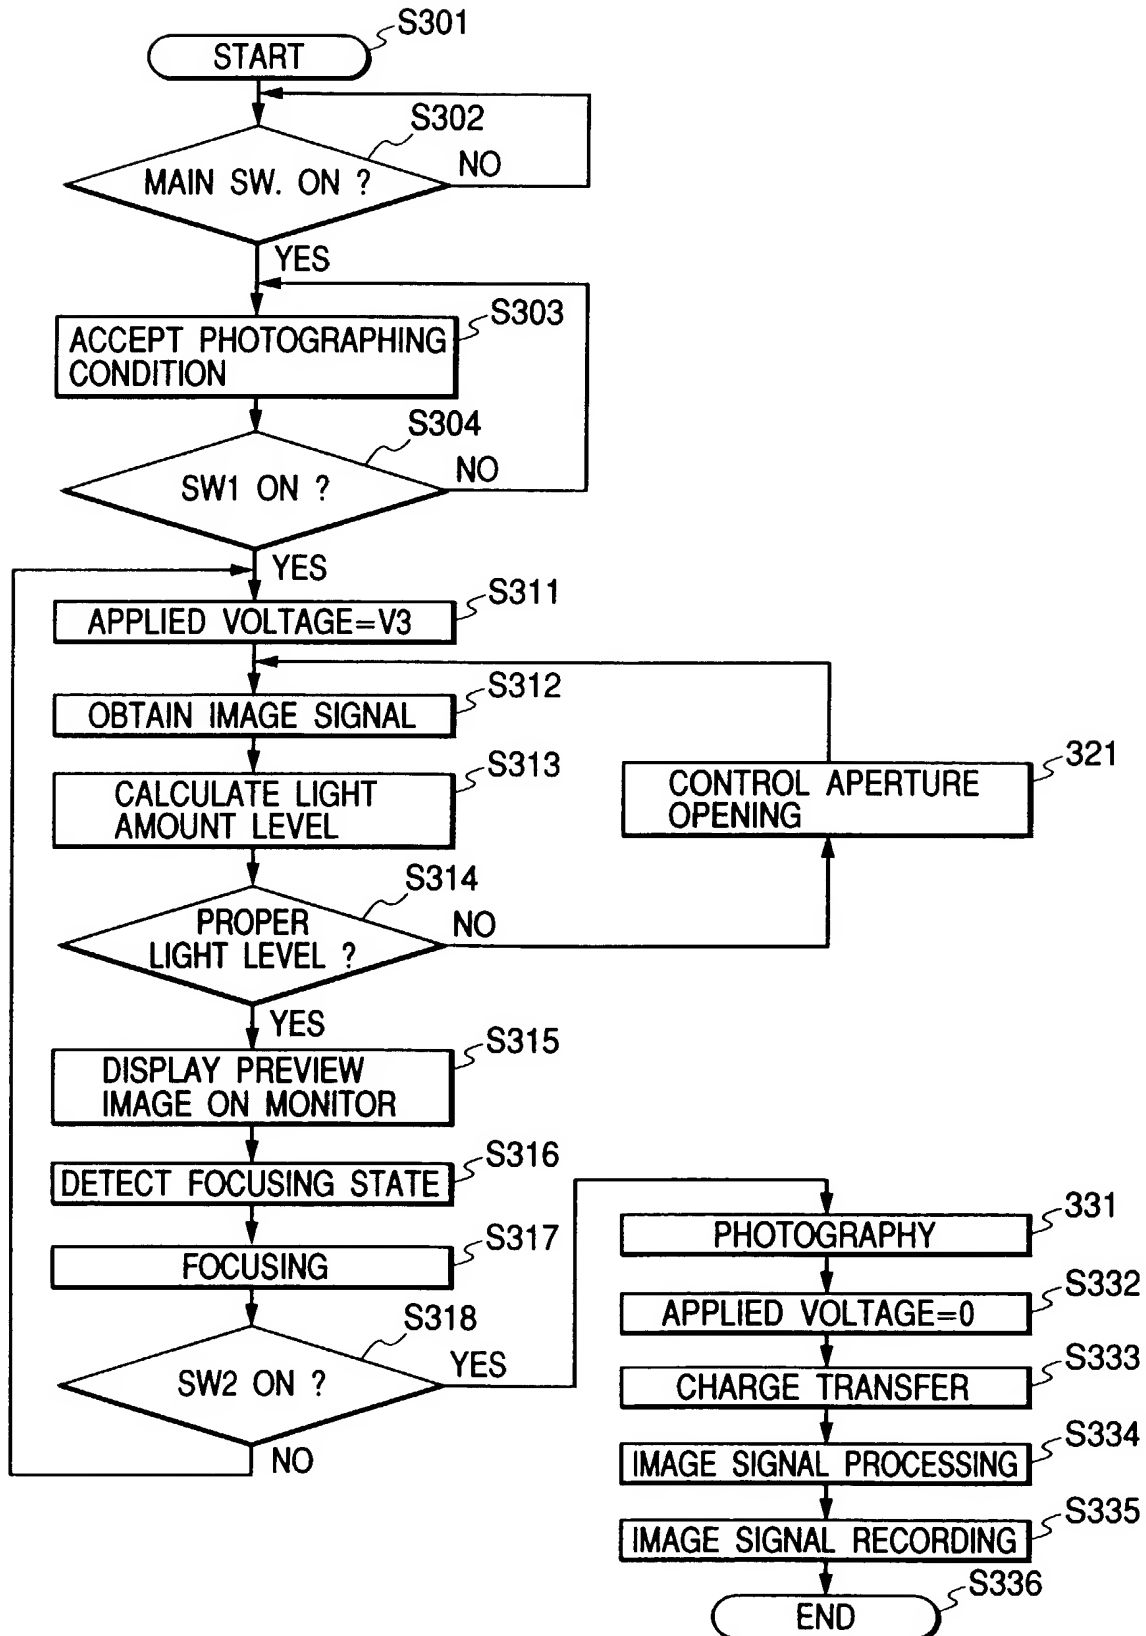 S301
START
S302
MAIN SW. ON ?
NO
YES
S303
ACCEPT PHOTOGRAPHING
CONDITION
S304
SW1 ON ?
NO
YES
S311
APPLIED VOLTAGE=V3
S312
OBTAIN IMAGE SIGNAL
S313
CALCULATE LIGHT
AMOUNT LEVEL
321
CONTROL APERTURE
OPENING
S314
PROPER
LIGHT LEVEL ?
NO
YES
S315
DISPLAY PREVIEW
IMAGE ON MONITOR
S316
DETECT FOCUSING STATE
S317
FOCUSING
S318
SW2 ON ?
YES
NO
331
PHOTOGRAPHY
S332
APPLIED VOLTAGE=0
S333
CHARGE TRANSFER
S334
IMAGE SIGNAL PROCESSING
S335
IMAGE SIGNAL RECORDING
S336
END